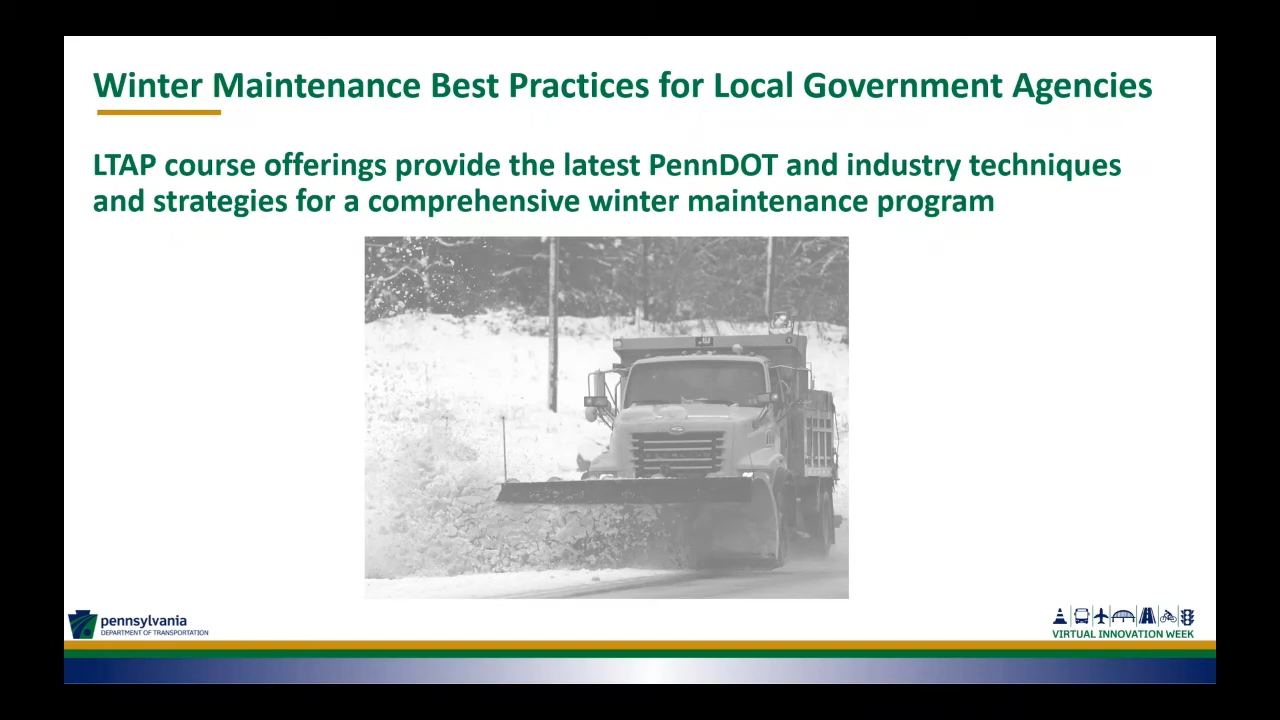 Winter Maintenance Best Practices for Local Government Agencies
LTAP course offerings provide the latest PennDOT and industry techniques
and strategies for a comprehensive winter maintenance program
pennsylvania
DEPARTMENT OF TRANSPORTATION
VIRTUAL INNOVATION WEEK